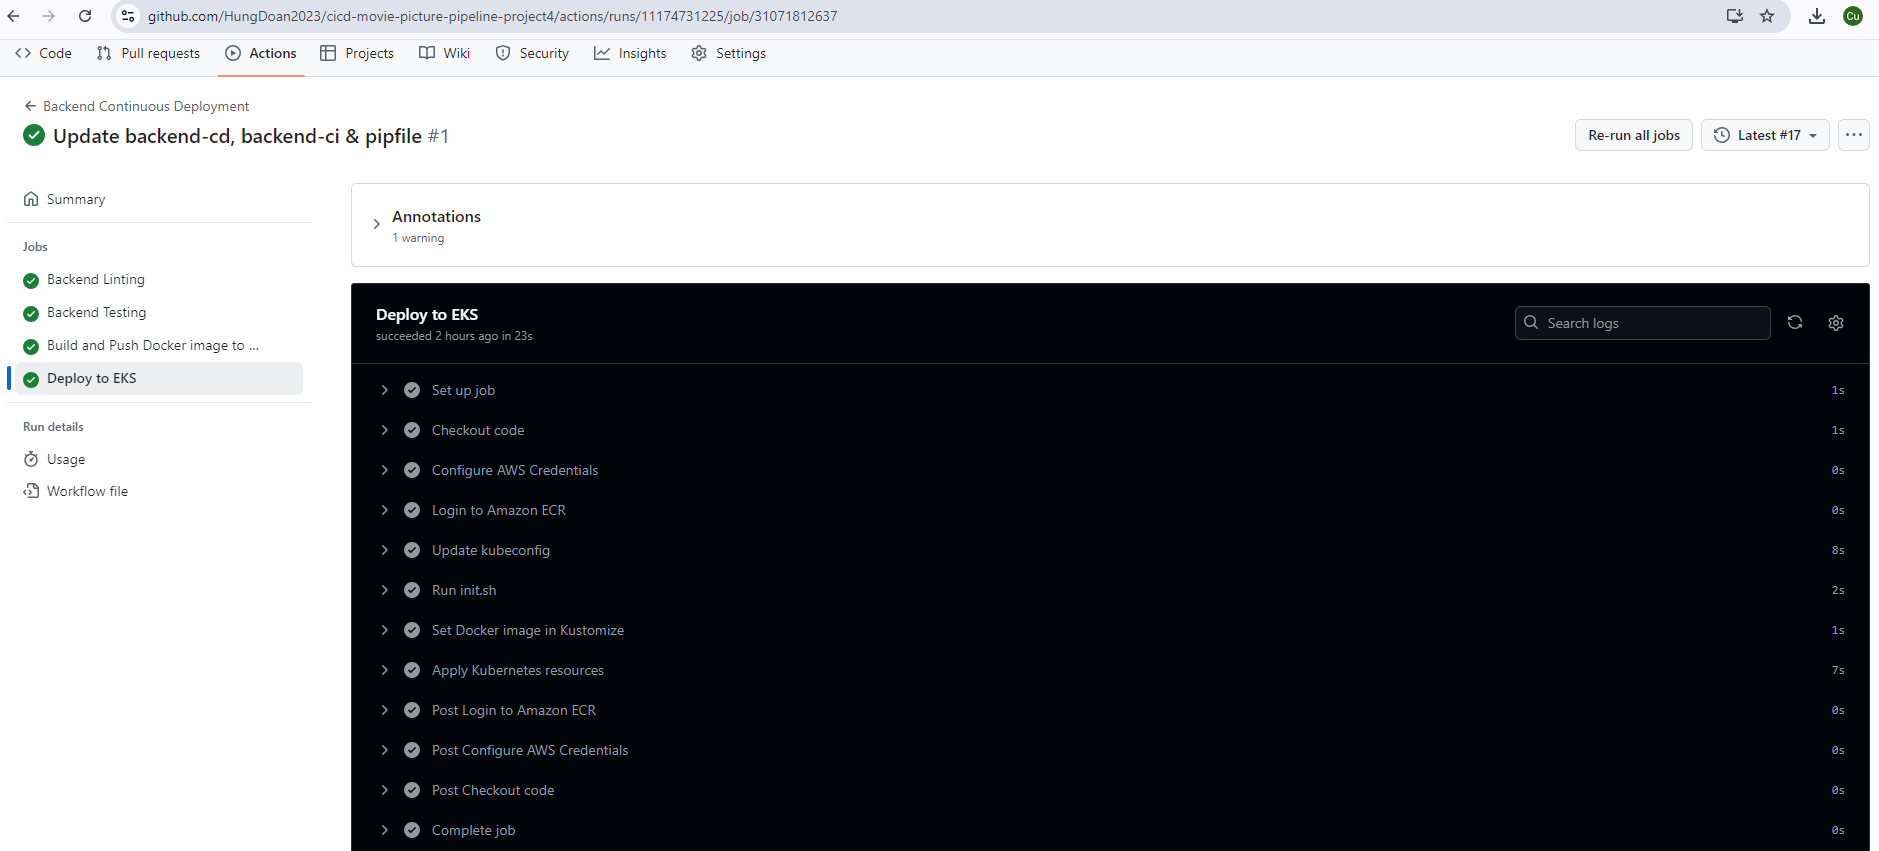 github.com/HungDoan2023/cicd-movie-picture-pipeline-project4/actions/runs/11174731225/job/31071812637
Cu
Code Pull requests Actions Projects Wiki Security Insights Settings
Backend Continuous Deployment
Update backend-cd, backend-ci & pipfile #1
Re-run all jobs Latest #17
Summary
Jobs
Backend Linting
Backend Testing
Build and Push Docker image to ...
Deploy to EKS
Run details
Usage
Workflow file
Annotations
1 warning
Deploy to EKS
succeeded 2 hours ago in 23s
Search logs
Set up job 1s
Checkout code 1s
Configure AWS Credentials 0s
Login to Amazon ECR 0s
Update kubeconfig 8s
Run init.sh 2s
Set Docker image in Kustomize 1s
Apply Kubernetes resources 7s
Post Login to Amazon ECR 0s
Post Configure AWS Credentials 0s
Post Checkout code 0s
Complete job 0s